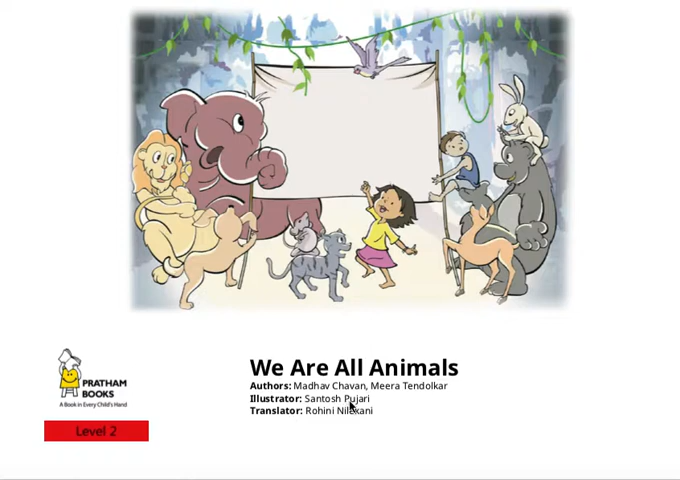 We Are All Animals
Authors: Madhav Chavan, Meera Tendolkar
Illustrator: Santosh Pujari
Translator: Rohini Nilekani
PRATHAM
BOOKS
A Book in Every Child's Hand
Level 2